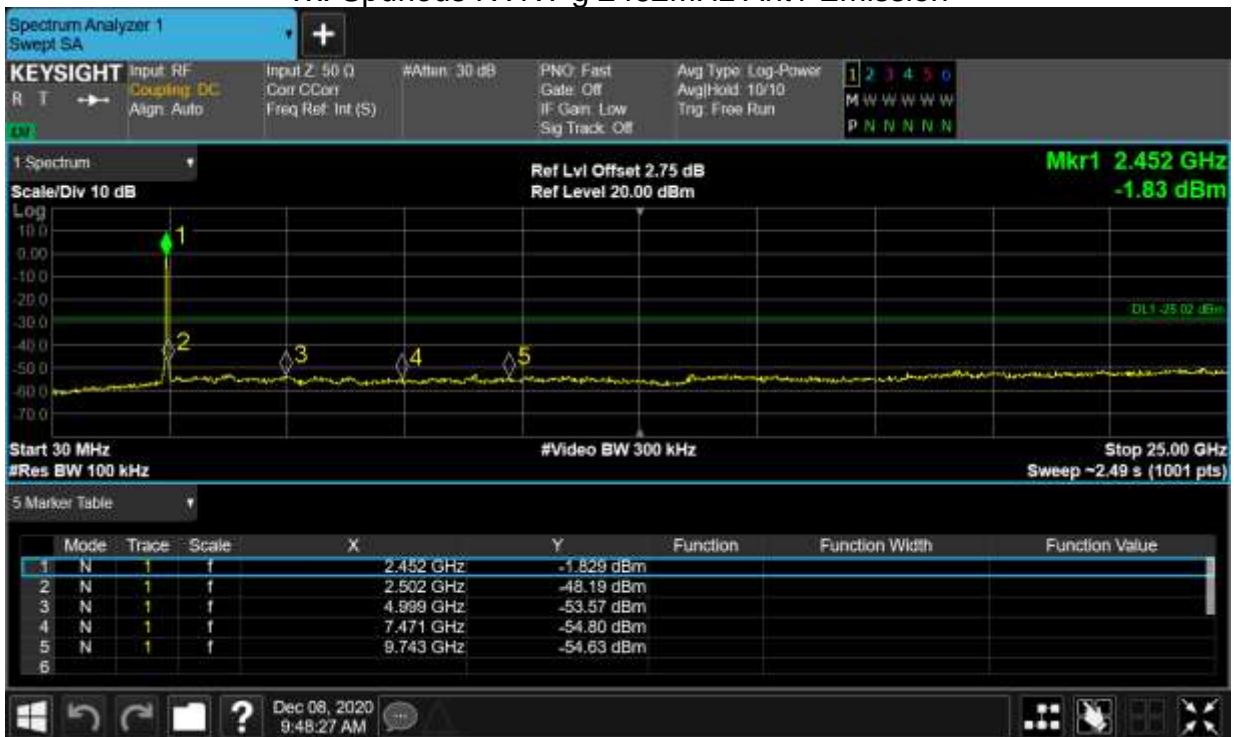 Spectrum Analyzer 1
Swept SA
+
KEYSIGHT Input: RF Input Z: 50 Ω #Atten: 30 dB PNO: Fast Avg Type: Log-Power 1 2 3 4 5 6
R T Coupling: DC Corr CCorr Gate: Off Avg|Hold: 10/10 M W W W W W
Align: Auto Freq Ref: Int (S) IF Gain: Low Trig: Free Run
Sig Track: Off P N N N N N
1 Spectrum Ref Lvl Offset 2.75 dB Mkr1 2.452 GHz
Scale/Div 10 dB Ref Level 20.00 dBm -1.83 dBm
Log
10.0
0.00
-10.0
-20.0
-30.0
-40.0
-50.0
-60.0
-70.0
1
DL1 -25.02 dBm
2
3
4
5
Start 30 MHz #Video BW 300 kHz Stop 25.00 GHz
#Res BW 100 kHz Sweep ~2.49 s (1001 pts)
5 Marker Table
Mode Trace Scale X Y Function Function Width Function Value
1 N 1 f 2.452 GHz -1.829 dBm
2 N 1 f 2.502 GHz -48.19 dBm
3 N 1 f 4.999 GHz -53.57 dBm
4 N 1 f 7.471 GHz -54.80 dBm
5 N 1 f 9.743 GHz -54.63 dBm
6
? Dec 08, 2020
9:48:27 AM